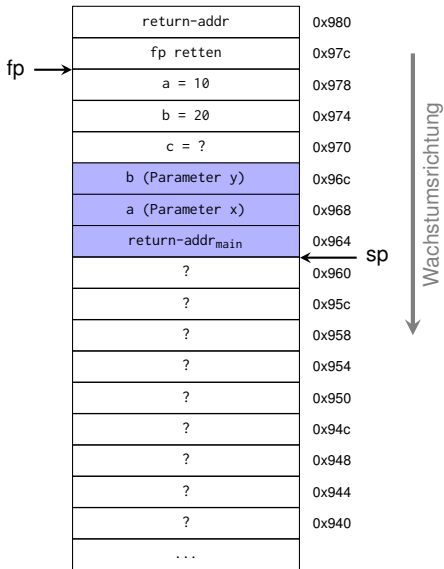 return-addr 0x980
fp retten 0x97c
fp
a = 10 0x978
b = 20 0x974
c = ? 0x970
b (Parameter y) 0x96c
a (Parameter x) 0x968
return-addrmain 0x964
sp
? 0x960
? 0x95c
? 0x958
? 0x954
? 0x950
? 0x94c
? 0x948
? 0x944
? 0x940
...
Wachstumsrichtung